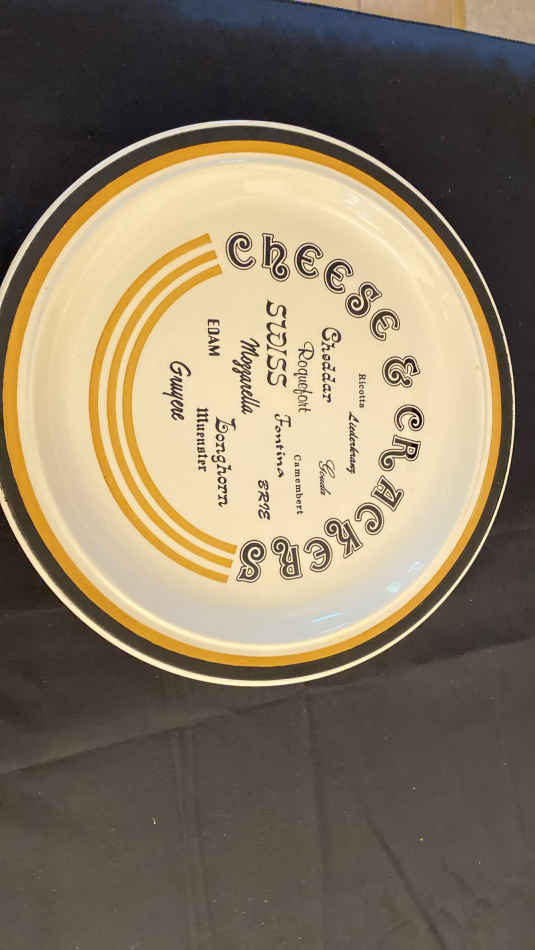 CHEESE & CRACKERS
Ricotta
Liederkranz
Cheddar
Gouda
Roquefort
Camembert
SWISS
Fontina
BRIE
Mozzarella
EDAM
Longhorn
Muenster
Gruyere